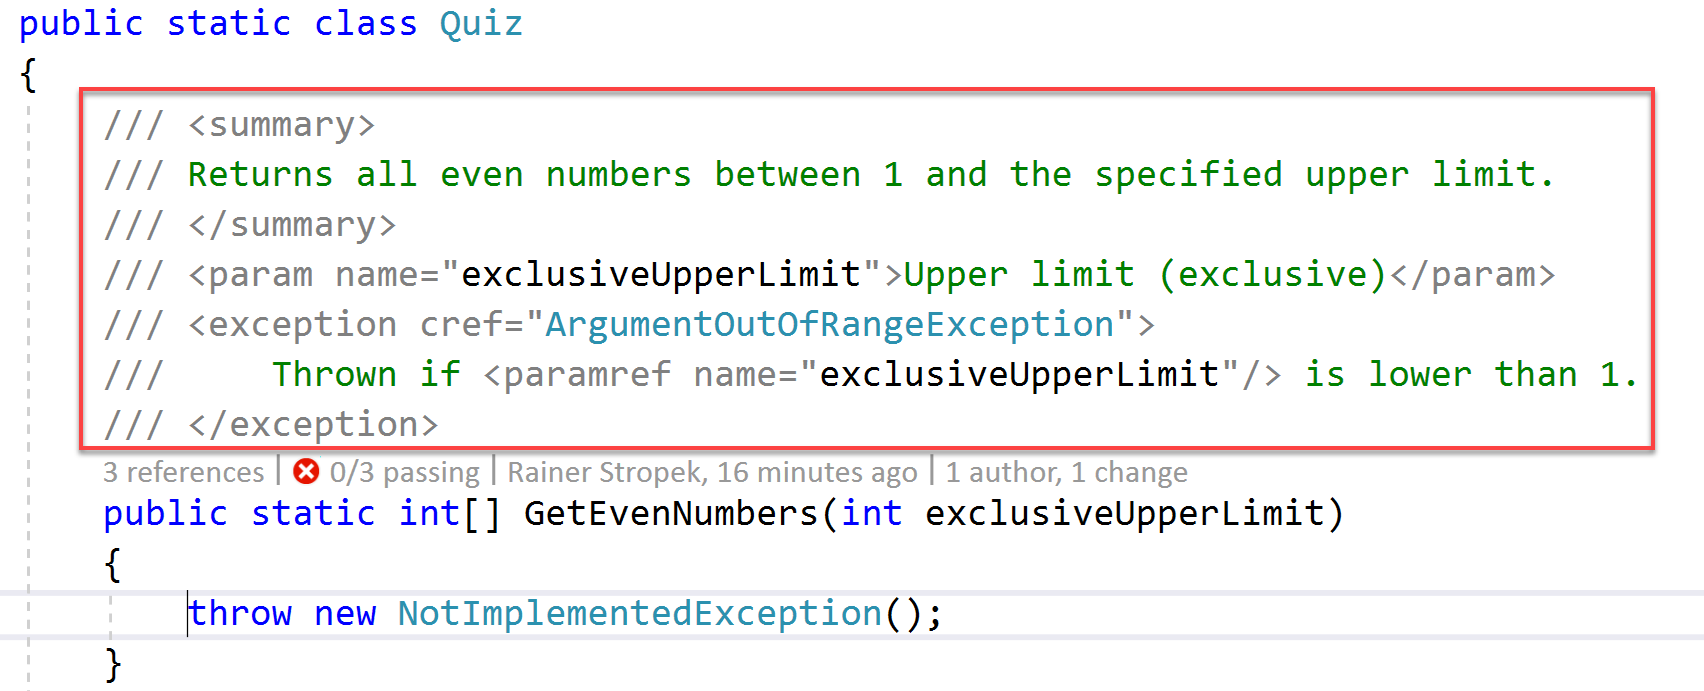 public static class Quiz
{
/// <summary>
/// Returns all even numbers between 1 and the specified upper limit.
/// </summary>
/// <param name="exclusiveUpperLimit">Upper limit (exclusive)</param>
/// <exception cref="ArgumentOutOfRangeException">
///     Thrown if <paramref name="exclusiveUpperLimit"/> is lower than 1.
/// </exception>
3 references | 0/3 passing | Rainer Stropek, 16 minutes ago | 1 author, 1 change
public static int[] GetEvenNumbers(int exclusiveUpperLimit)
{
throw new NotImplementedException();
}